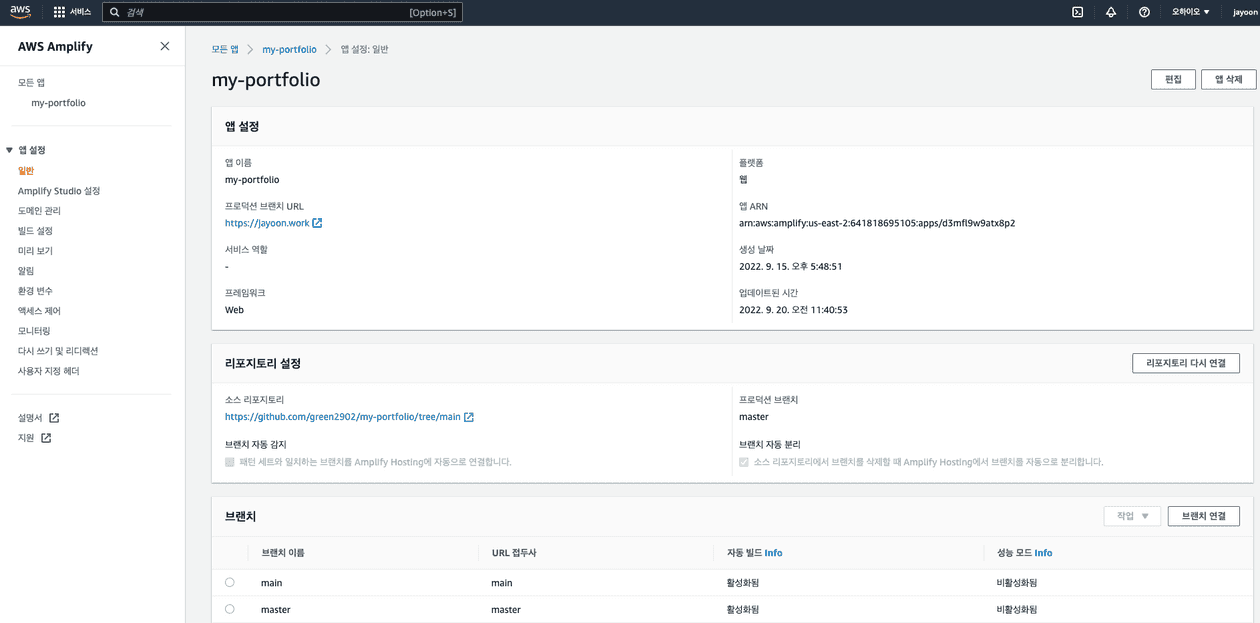 aws
서비스
검색
[Option+S]
오하이오
jayoon
AWS Amplify
모든 앱
my-portfolio
앱 설정
일반
Amplify Studio 설정
도메인 관리
빌드 설정
미리 보기
알림
환경 변수
액세스 제어
모니터링
다시 쓰기 및 리디렉션
사용자 지정 헤더
설명서
지원
모든 앱 > my-portfolio > 앱 설정: 일반
my-portfolio
편집
앱 삭제
앱 설정
앱 이름
my-portfolio
프로덕션 브랜치 URL
https://jayoon.work
서비스 역할
-
프레임워크
Web
플랫폼
웹
앱 ARN
arn:aws:amplify:us-east-2:641818695105:apps/d3mfl9w9atx8p2
생성 날짜
2022. 9. 15. 오후 5:48:51
업데이트된 시간
2022. 9. 20. 오전 11:40:53
리포지토리 설정
리포지토리 다시 연결
소스 리포지토리
https://github.com/green2902/my-portfolio/tree/main
브랜치 자동 감지
패턴 세트와 일치하는 브랜치를 Amplify Hosting에 자동으로 연결합니다.
프로덕션 브랜치
master
브랜치 자동 분리
소스 리포지토리에서 브랜치를 삭제할 때 Amplify Hosting에서 브랜치를 자동으로 분리합니다.
브랜치
작업
브랜치 연결
브랜치 이름 URL 접두사 자동 빌드 Info 성능 모드 Info
main main 활성화됨 비활성화됨
master master 활성화됨 비활성화됨